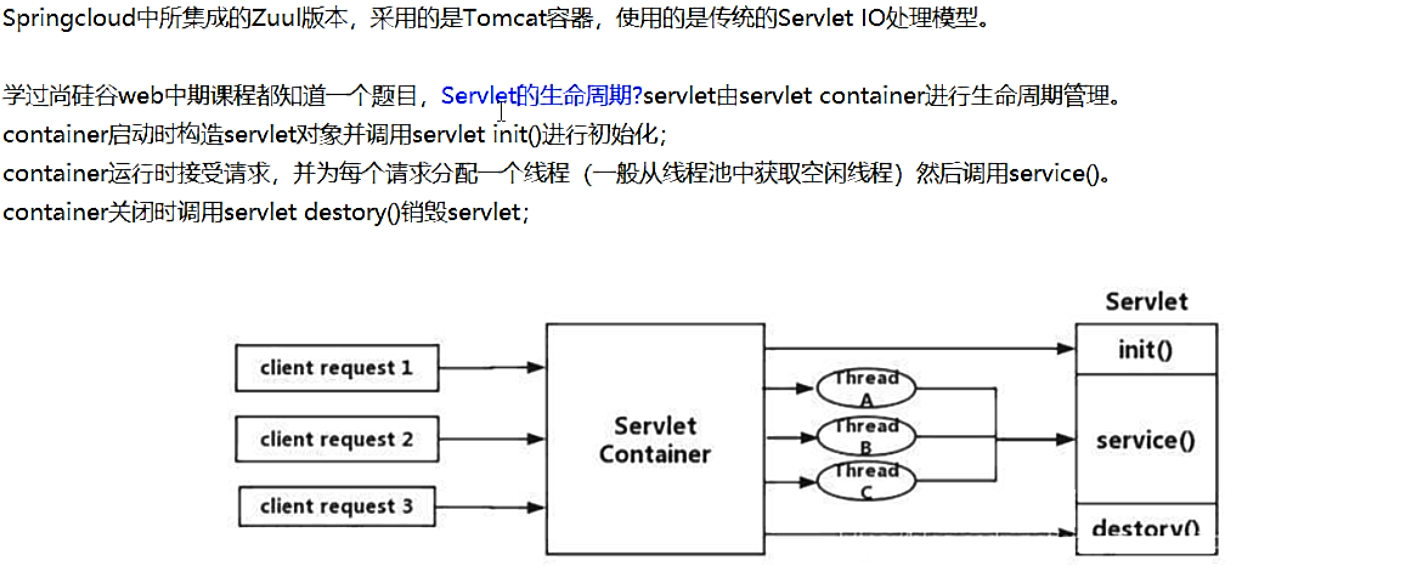 Springcloud中所集成的Zuul版本，采用的是Tomcat容器，使用的是传统的Servlet IO处理模型。
学过尚硅谷web中期课程都知道一个题目，Servlet的生命周期?servlet由servlet container进行生命周期管理。
container启动时构造servlet对象并调用servlet init()进行初始化；
container运行时接受请求，并为每个请求分配一个线程（一般从线程池中获取空闲线程）然后调用service()。
container关闭时调用servlet destory()销毁servlet；
Servlet
client request 1
client request 2
client request 3
Servlet
Container
Thread
A
Thread
B
Thread
C
init()
service()
destory()